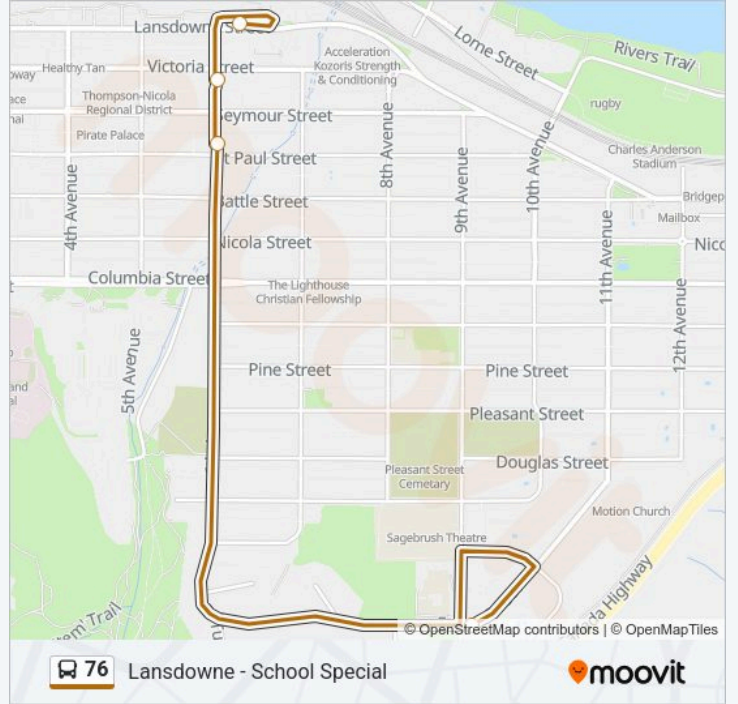 Lansdowne Street
Lorne Street
Rivers Trail
Healthy Tan
Victoria Street
Acceleration
Kozoris Strength
& Conditioning
Thompson-Nicola
Regional District
Pirate Palace
Seymour Street
rugby
8th Avenue
St Paul Street
9th Avenue
10th Avenue
Charles Anderson
Stadium
4th Avenue
Battle Street
Bridgep
Mailbox
Nicola Street
11th Avenue
Nicc
Columbia Street
The Lighthouse
Christian Fellowship
12th Avenue
5th Avenue
Pine Street
Pine Street
Pleasant Street
Douglas Street
Pleasant Street
Cemetary
Motion Church
Sagebrush Theatre
© OpenStreetMap contributors | © OpenMapTiles
76
Lansdowne - School Special
moovit